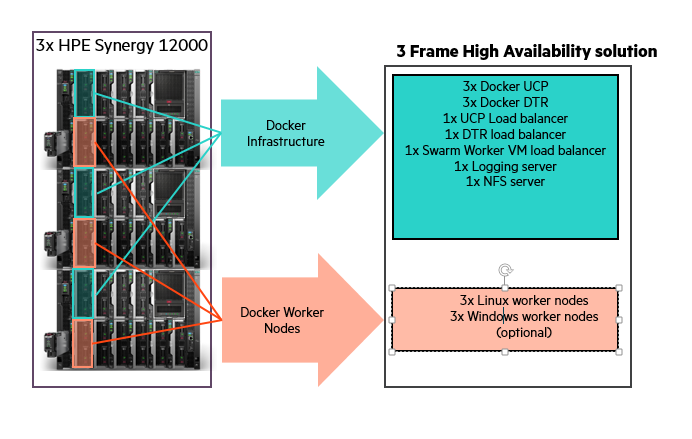 3x HPE Synergy 12000
3 Frame High Availability solution
Docker
Infrastructure
3x Docker UCP
3x Docker DTR
1x UCP Load balancer
1x DTR load balancer
1x Swarm Worker VM load balancer
1x Logging server
1x NFS server
Docker Worker
Nodes
3x Linux worker nodes
3x Windows worker nodes
(optional)